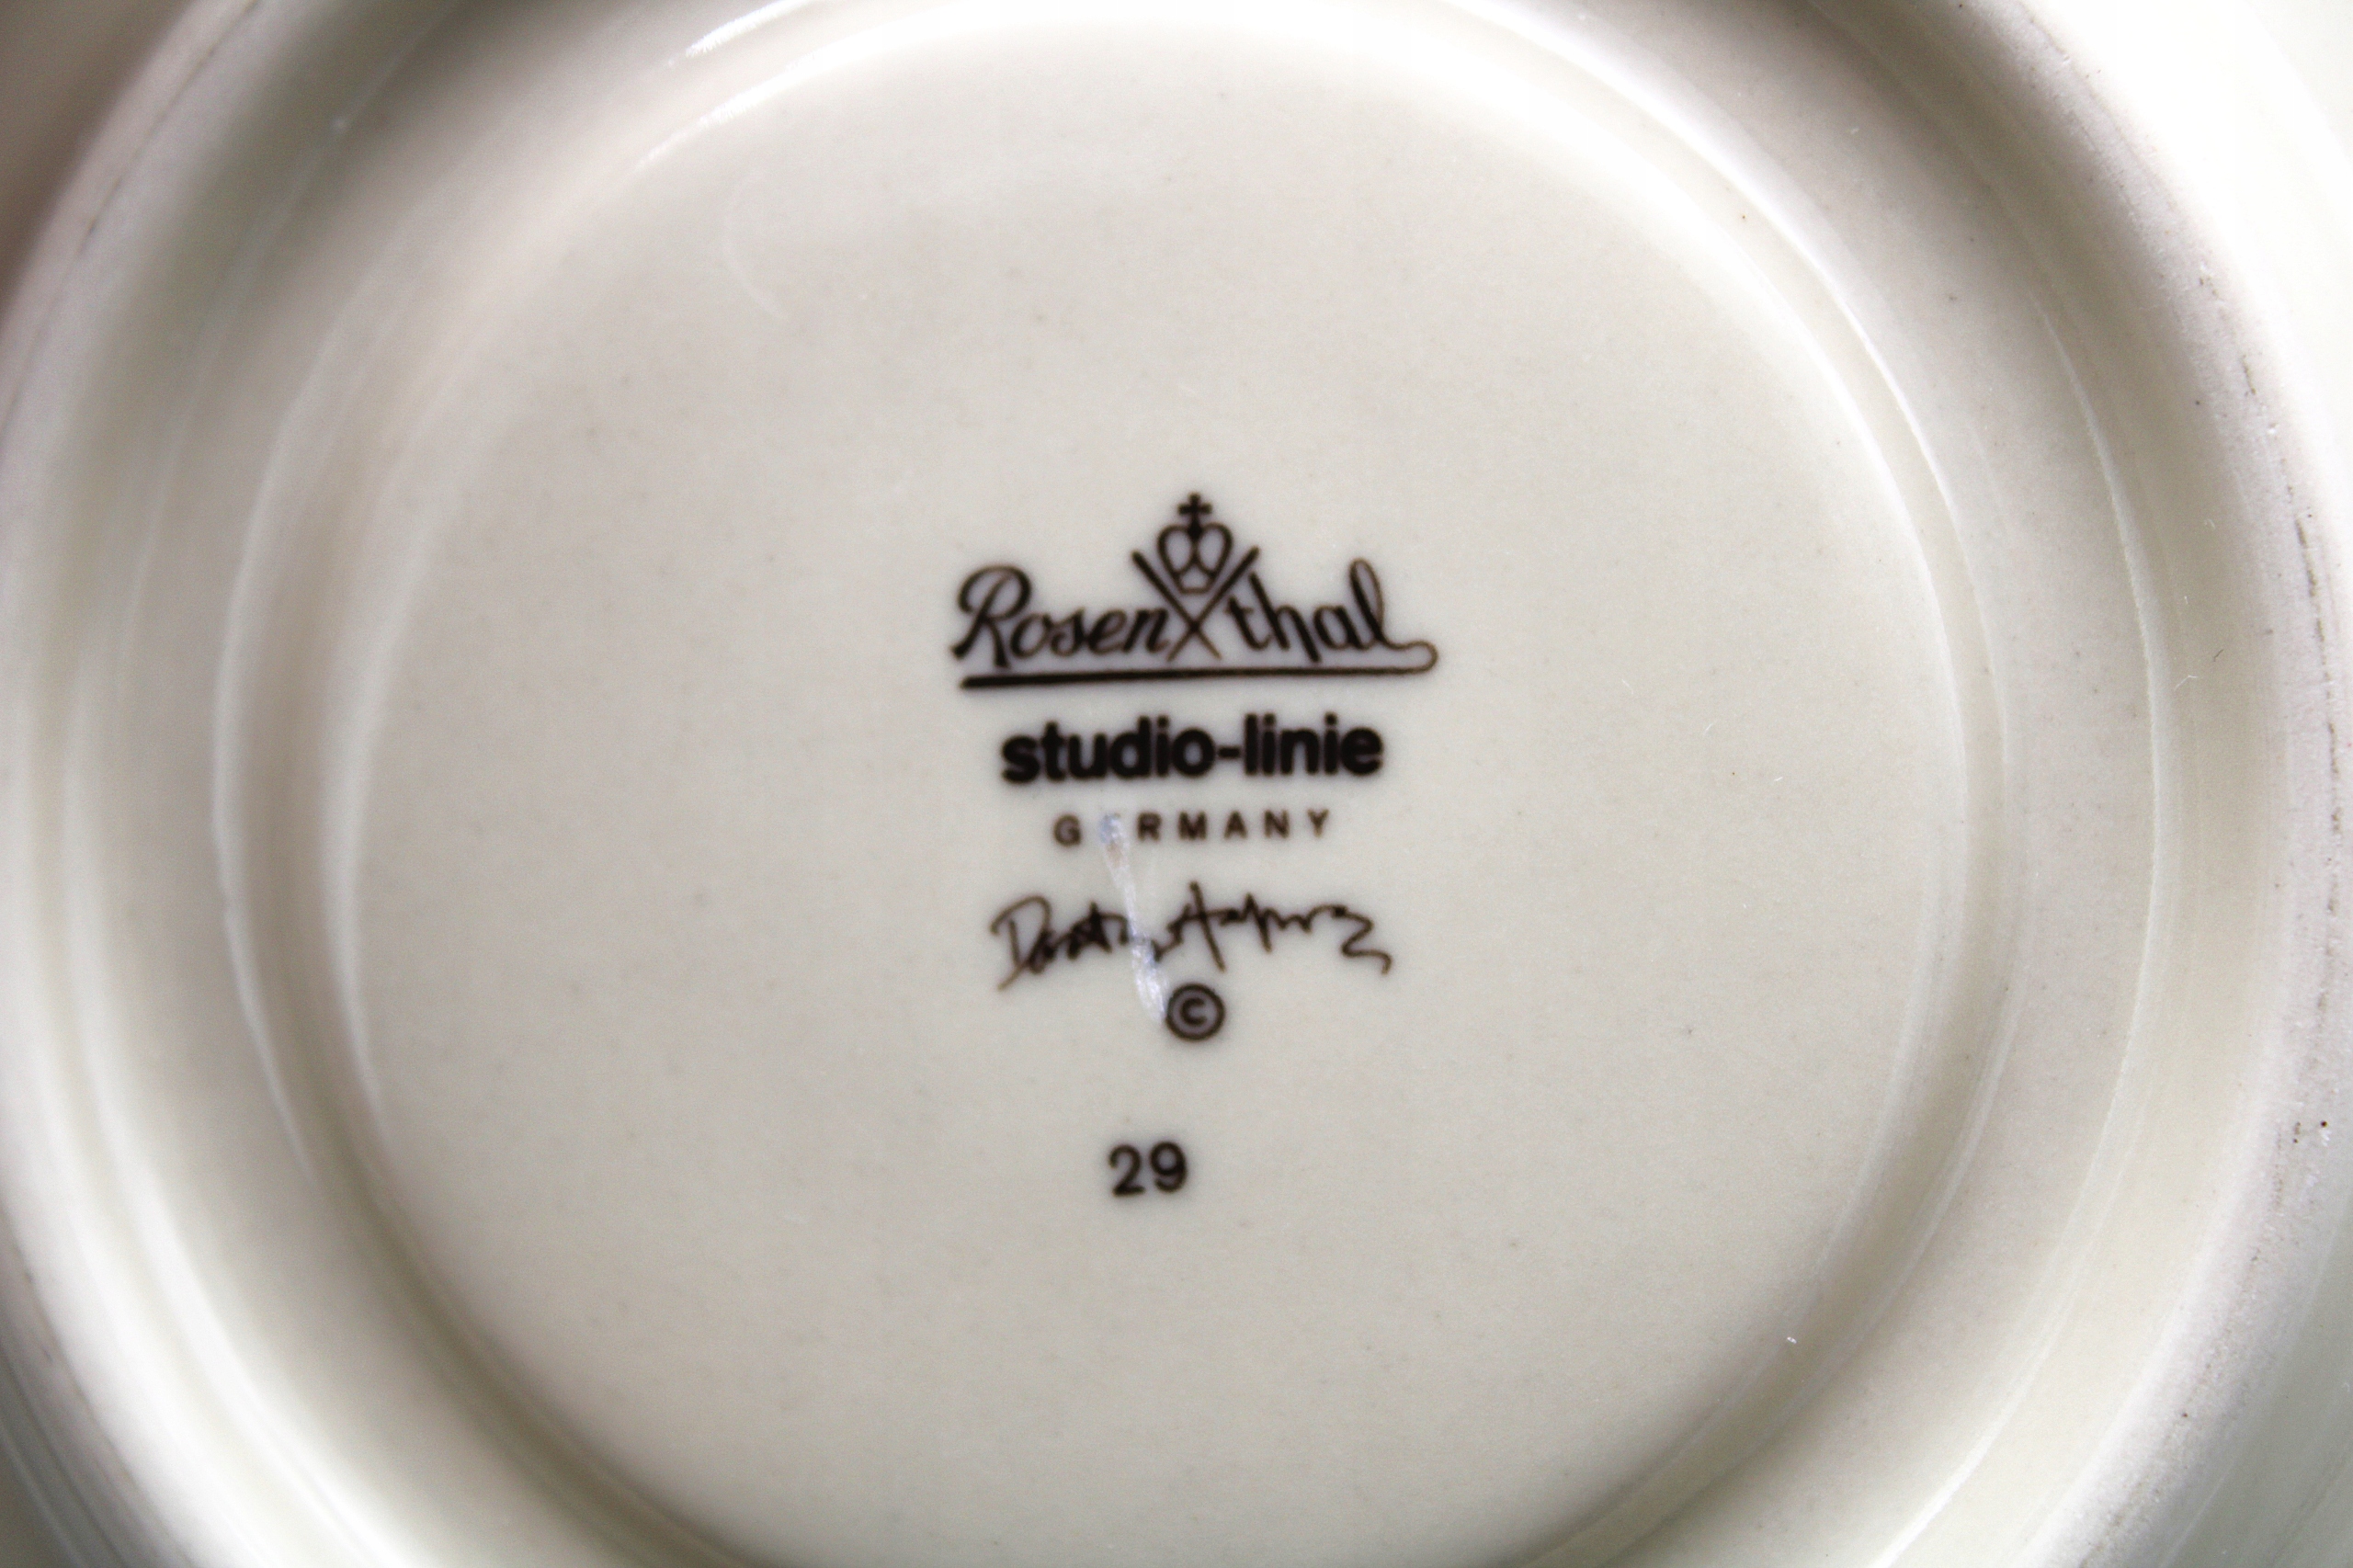 Rosenthal
studio-linie
GERMANY
©
29